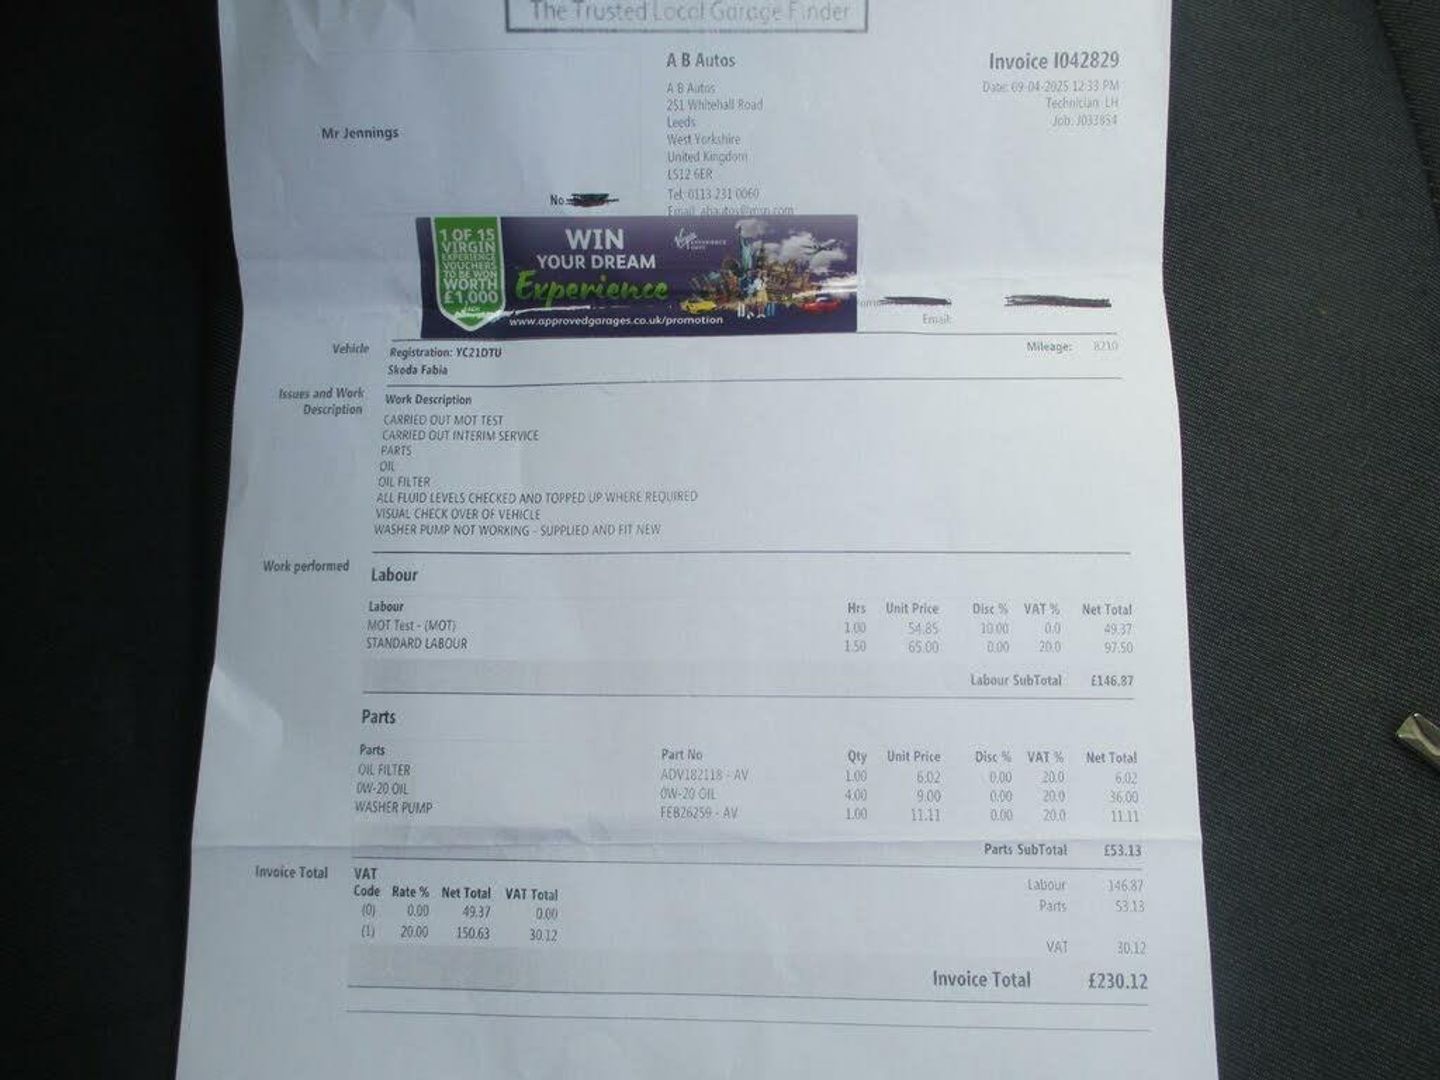 The Trusted Local Garage Finder
A B Autos
Invoice I042829
A B Autos
251 Whitehall Road
Leeds
West Yorkshire
United Kingdom
LS12 6ER
Tel: 0113 231 0060
Email: abautos@msn.com
Date: 09-04-2025 12:33 PM
Technician: LH
Job: J033854
Mr Jennings
No
1 OF 15
VIRGIN
EXPERIENCE
VOUCHERS
TO BE WON
WORTH
£1,000
EACH
WIN
YOUR DREAM
Experience
www.approvedgarages.co.uk/promotion
Virgin EXPERIENCE DAYS
Email:
Vehicle
Registration: YC21DTU
Mileage: 8210
Skoda Fabia
Issues and Work
Description
Work Description
CARRIED OUT MOT TEST
CARRIED OUT INTERIM SERVICE
PARTS
OIL
OIL FILTER
ALL FLUID LEVELS CHECKED AND TOPPED UP WHERE REQUIRED
VISUAL CHECK OVER OF VEHICLE
WASHER PUMP NOT WORKING - SUPPLIED AND FIT NEW
Work performed
Labour
Labour Hrs Unit Price Disc % VAT % Net Total
MOT Test - (MOT) 1.00 54.85 10.00 0.0 49.37
STANDARD LABOUR 1.50 65.00 0.00 20.0 97.50
Labour SubTotal £146.87
Parts
Parts Part No Qty Unit Price Disc % VAT % Net Total
OIL FILTER ADV182118 - AV 1.00 6.02 0.00 20.0 6.02
0W-20 OIL 0W-20 OIL 4.00 9.00 0.00 20.0 36.00
WASHER PUMP FEB26259 - AV 1.00 11.11 0.00 20.0 11.11
Parts SubTotal £53.13
Invoice Total
VAT
Code Rate % Net Total VAT Total
(0) 0.00 49.37 0.00
(1) 20.00 150.63 30.12
Labour 146.87
Parts 53.13
VAT 30.12
Invoice Total £230.12